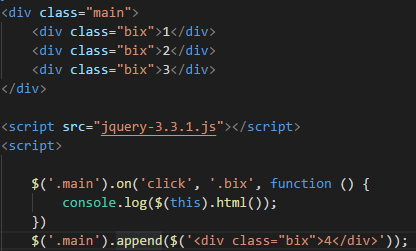 <div class="main">
    <div class="bix">1</div>
    <div class="bix">2</div>
    <div class="bix">3</div>
</div>

<script src="jquery-3.3.1.js"></script>
<script>

    $('.main').on('click', '.bix', function () {
        console.log($(this).html());
    })
    $('.main').append($('<div class="bix">4</div>'));